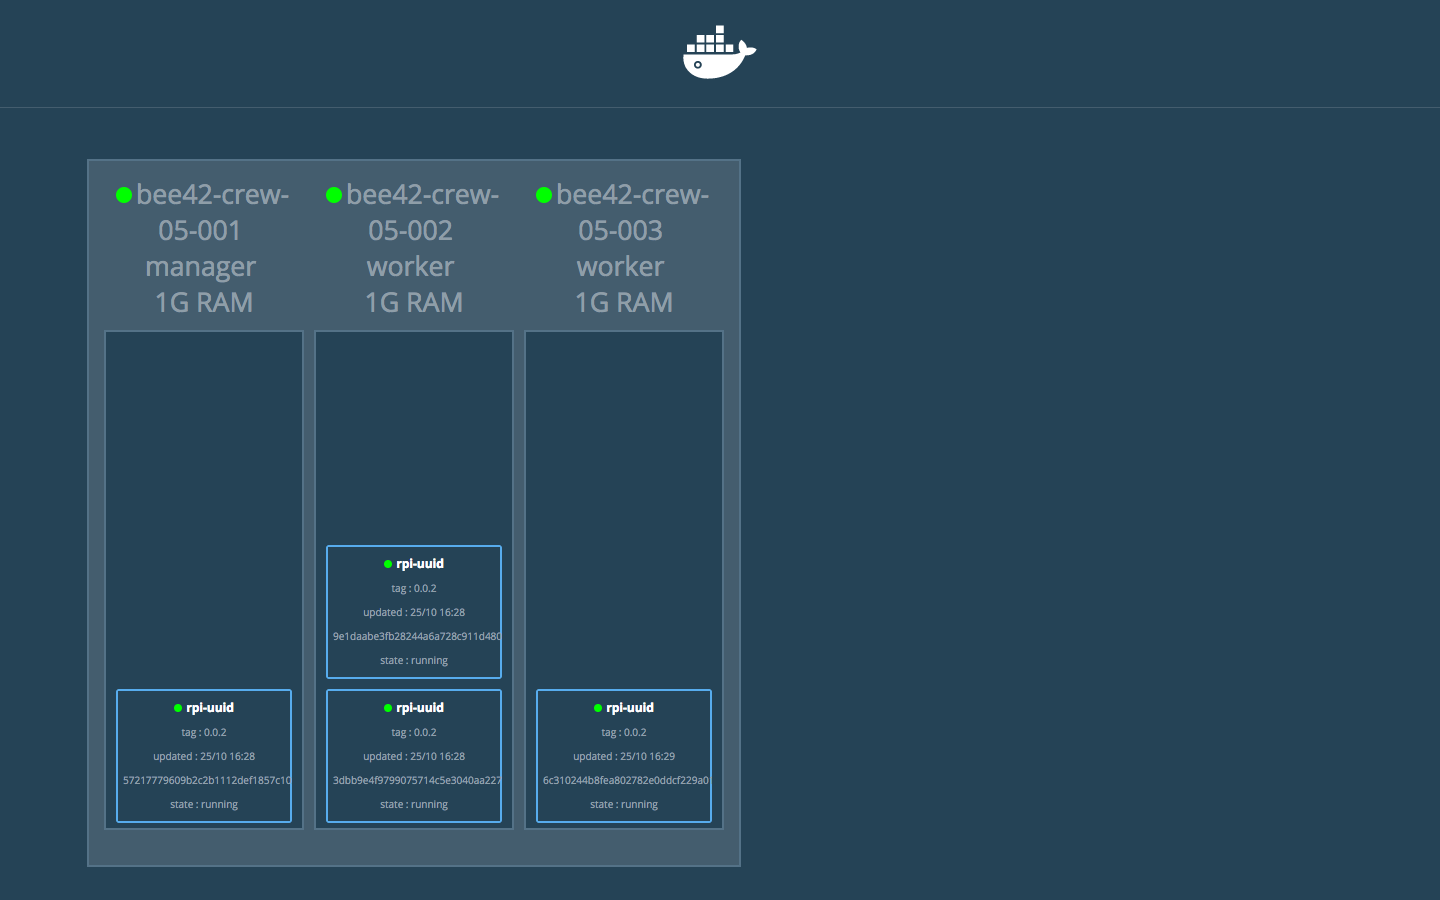 bee42-crew-
05-001
manager
1G RAM
rpi-uuid
tag : 0.0.2
updated : 25/10 16:28
57217779609b2c2b1112def1857c10
state : running
bee42-crew-
05-002
worker
1G RAM
rpi-uuid
tag : 0.0.2
updated : 25/10 16:28
9e1daabe3fb28244a6a728c911d480
state : running
rpi-uuid
tag : 0.0.2
updated : 25/10 16:28
3dbb9e4f9799075714c5e3040aa227
state : running
bee42-crew-
05-003
worker
1G RAM
rpi-uuid
tag : 0.0.2
updated : 25/10 16:29
6c310244b8fea802782e0ddcf229a0
state : running